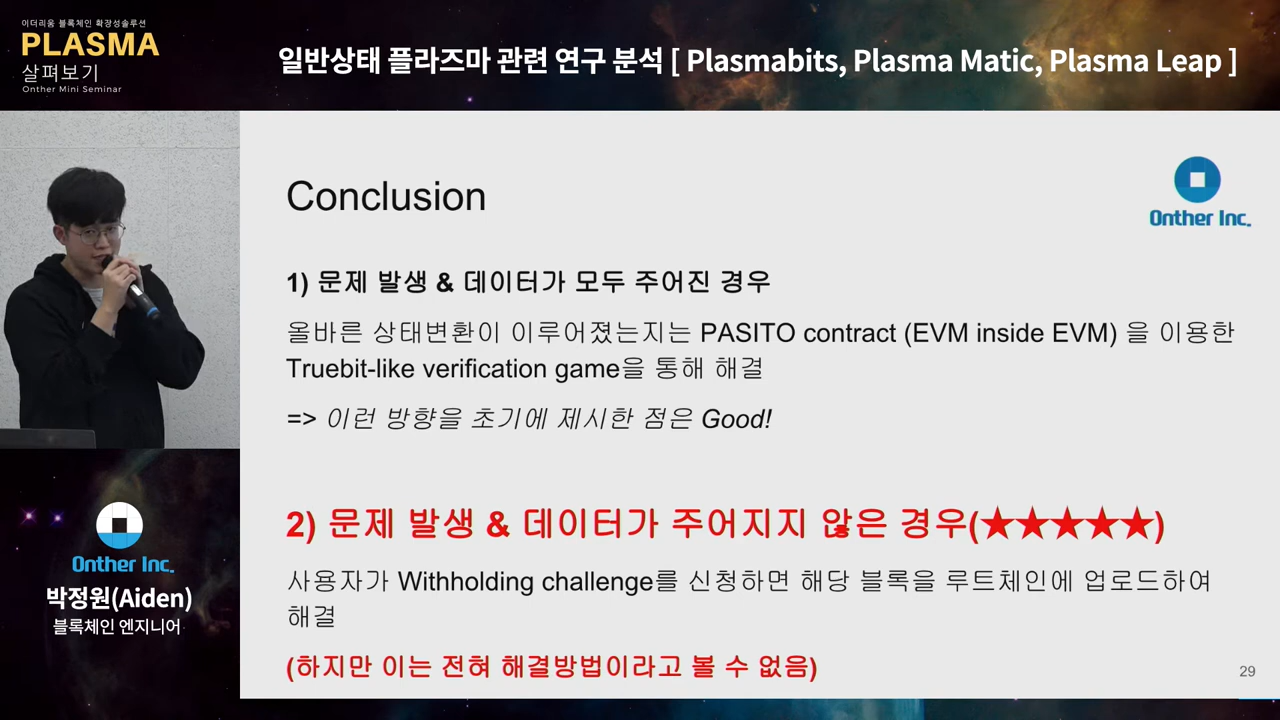 이더리움 블록체인 확장성솔루션
PLASMA
살펴보기
Onther Mini Seminar
일반상태 플라즈마 관련 연구 분석 [ Plasmabits, Plasma Matic, Plasma Leap ]
Conclusion
Onther Inc.
1) 문제 발생 & 데이터가 모두 주어진 경우
올바른 상태변환이 이루어졌는지는 PASITO contract (EVM inside EVM) 을 이용한
Truebit-like verification game을 통해 해결
=> 이런 방향을 초기에 제시한 점은 Good!
2) 문제 발생 & 데이터가 주어지지 않은 경우(★★★★★)
사용자가 Withholding challenge를 신청하면 해당 블록을 루트체인에 업로드하여
해결
(하지만 이는 전혀 해결방법이라고 볼 수 없음)
29
Onther Inc.
박정원(Aiden)
블록체인 엔지니어